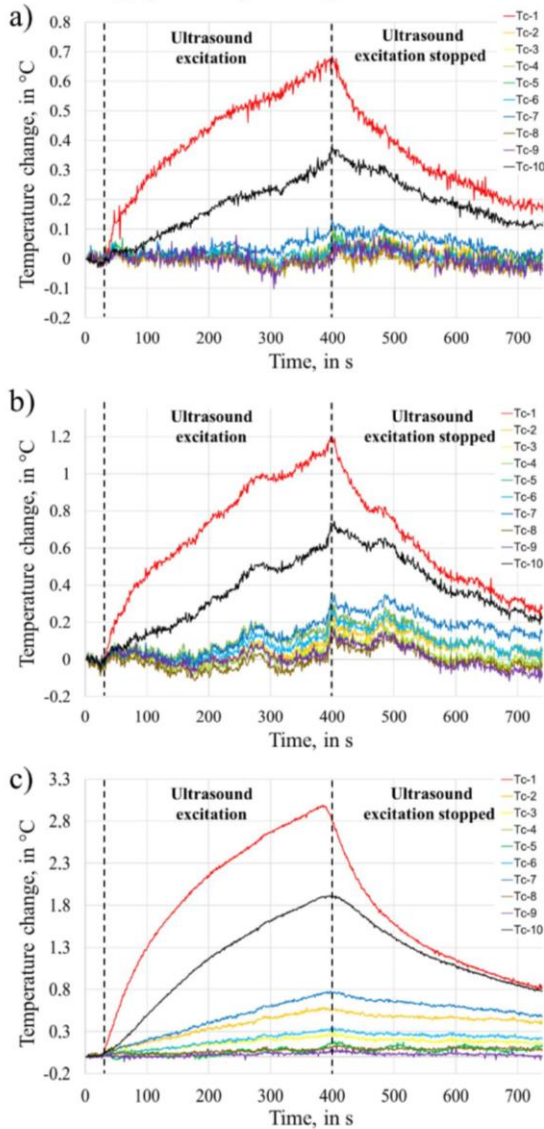 a)
Temperature change, in °C
0.8
0.7
0.6
0.5
0.4
0.3
0.2
0.1
0
-0.1
-0.2
Ultrasound
excitation
Ultrasound
excitation stopped
Tc-1
Tc-2
Tc-3
Tc-4
Tc-5
Tc-6
Tc-7
Tc-8
Tc-9
Tc-10
0 100 200 300 400 500 600 700
Time, in s
b)
Temperature change, in °C
1.2
1
0.8
0.6
0.4
0.2
0
-0.2
Ultrasound
excitation
Ultrasound
excitation stopped
Tc-1
Tc-2
Tc-3
Tc-4
Tc-5
Tc-6
Tc-7
Tc-8
Tc-9
Tc-10
0 100 200 300 400 500 600 700
Time, in s
c)
Temperature change, in °C
3.3
2.8
2.3
1.8
1.3
0.8
0.3
-0.2
Ultrasound
excitation
Ultrasound
excitation stopped
Tc-1
Tc-2
Tc-3
Tc-4
Tc-5
Tc-6
Tc-7
Tc-8
Tc-9
Tc-10
0 100 200 300 400 500 600 700
Time, in s